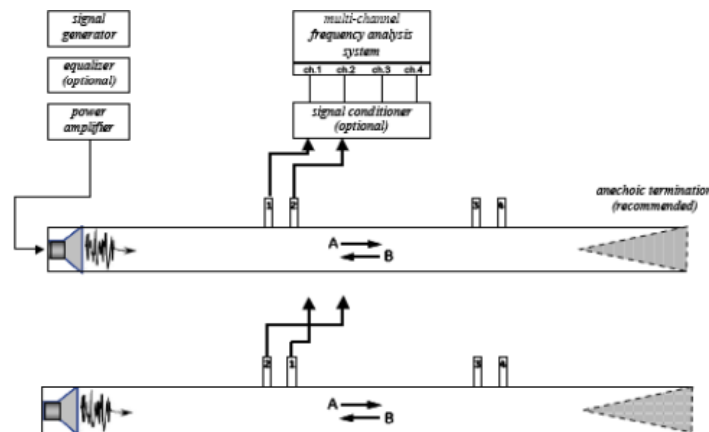 signal
generator
equalizer
(optional)
power
amplifier
multi-channel
frequency analysis
system
ch.1 ch.2 ch.3 ch.4
signal conditioner
(optional)
1 2 3 4
anechoic termination
(recommended)
A
B
2 1 3 4
A
B